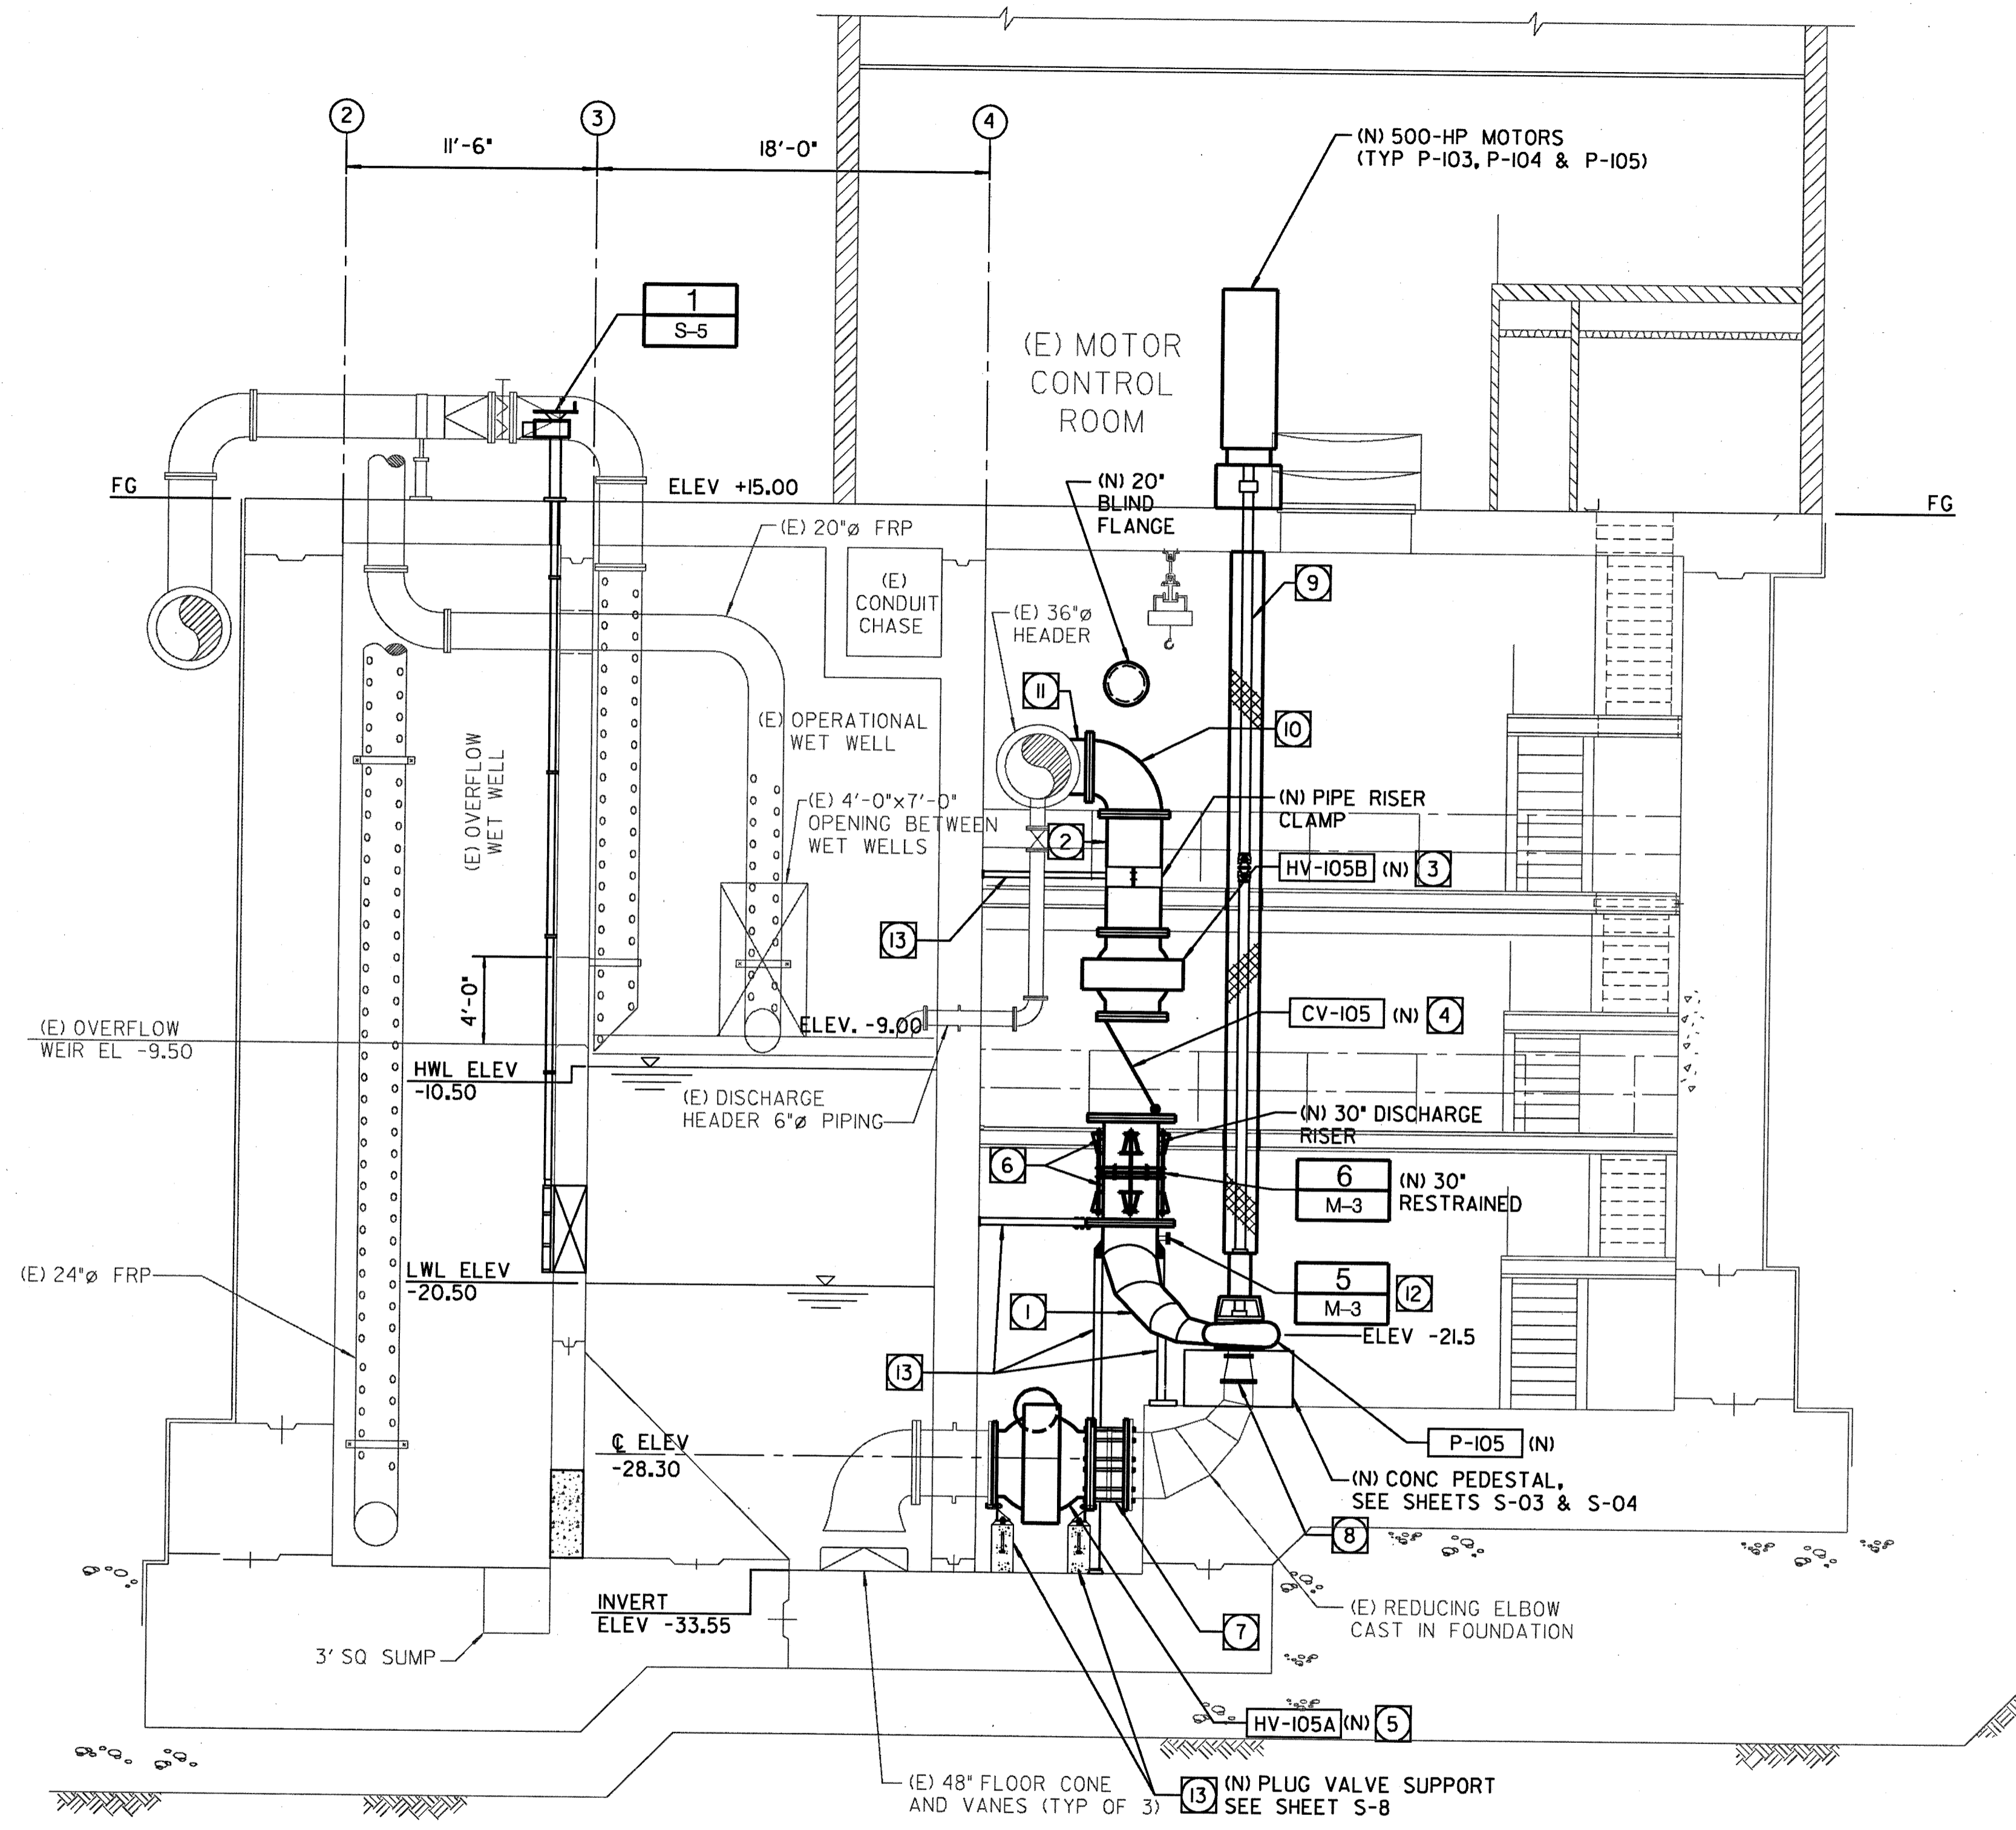 2
3
4
11'-6"
18'-0"
(N) 500-HP MOTORS
(TYP P-103, P-104 & P-105)
1
S-5
(E) MOTOR
CONTROL
ROOM
FG
ELEV +15.00
(N) 20"
BLIND
FLANGE
FG
(E) 20"ø FRP
(E)
CONDUIT
CHASE
9
(E) 36"ø
HEADER
11
10
(E) OPERATIONAL
WET WELL
(E) OVERFLOW
WET WELL
(E) 4'-0"x7'-0"
OPENING BETWEEN
WET WELLS
2
(N) PIPE RISER
CLAMP
HV-105B (N) 3
13
4'-0"
(E) OVERFLOW
WEIR EL -9.50
ELEV. -9.00
CV-105 (N) 4
HWL ELEV
-10.50
(E) DISCHARGE
HEADER 6"ø PIPING
(N) 30" DISCHARGE
RISER
6
6
M-3
(N) 30"
RESTRAINED
(E) 24"ø FRP
LWL ELEV
-20.50
1
5
M-3
12
ELEV -21.5
13
℄ ELEV
-28.30
P-105 (N)
(N) CONC PEDESTAL,
SEE SHEETS S-03 & S-04
8
INVERT
ELEV -33.55
3' SQ SUMP
7
(E) REDUCING ELBOW
CAST IN FOUNDATION
HV-105A (N) 5
(E) 48" FLOOR CONE
AND VANES (TYP OF 3)
13 (N) PLUG VALVE SUPPORT
SEE SHEET S-8